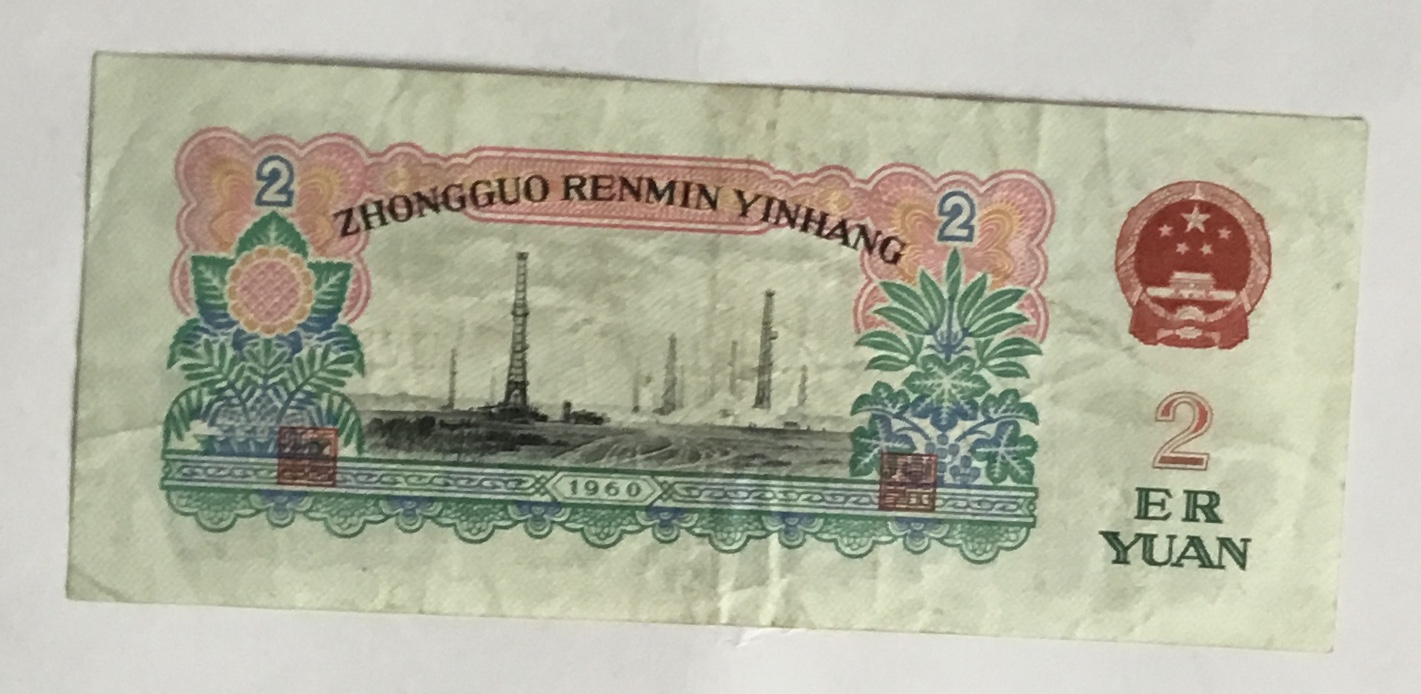 2
2
ZHONGGUO RENMIN YINHANG
1960
2
ER
YUAN